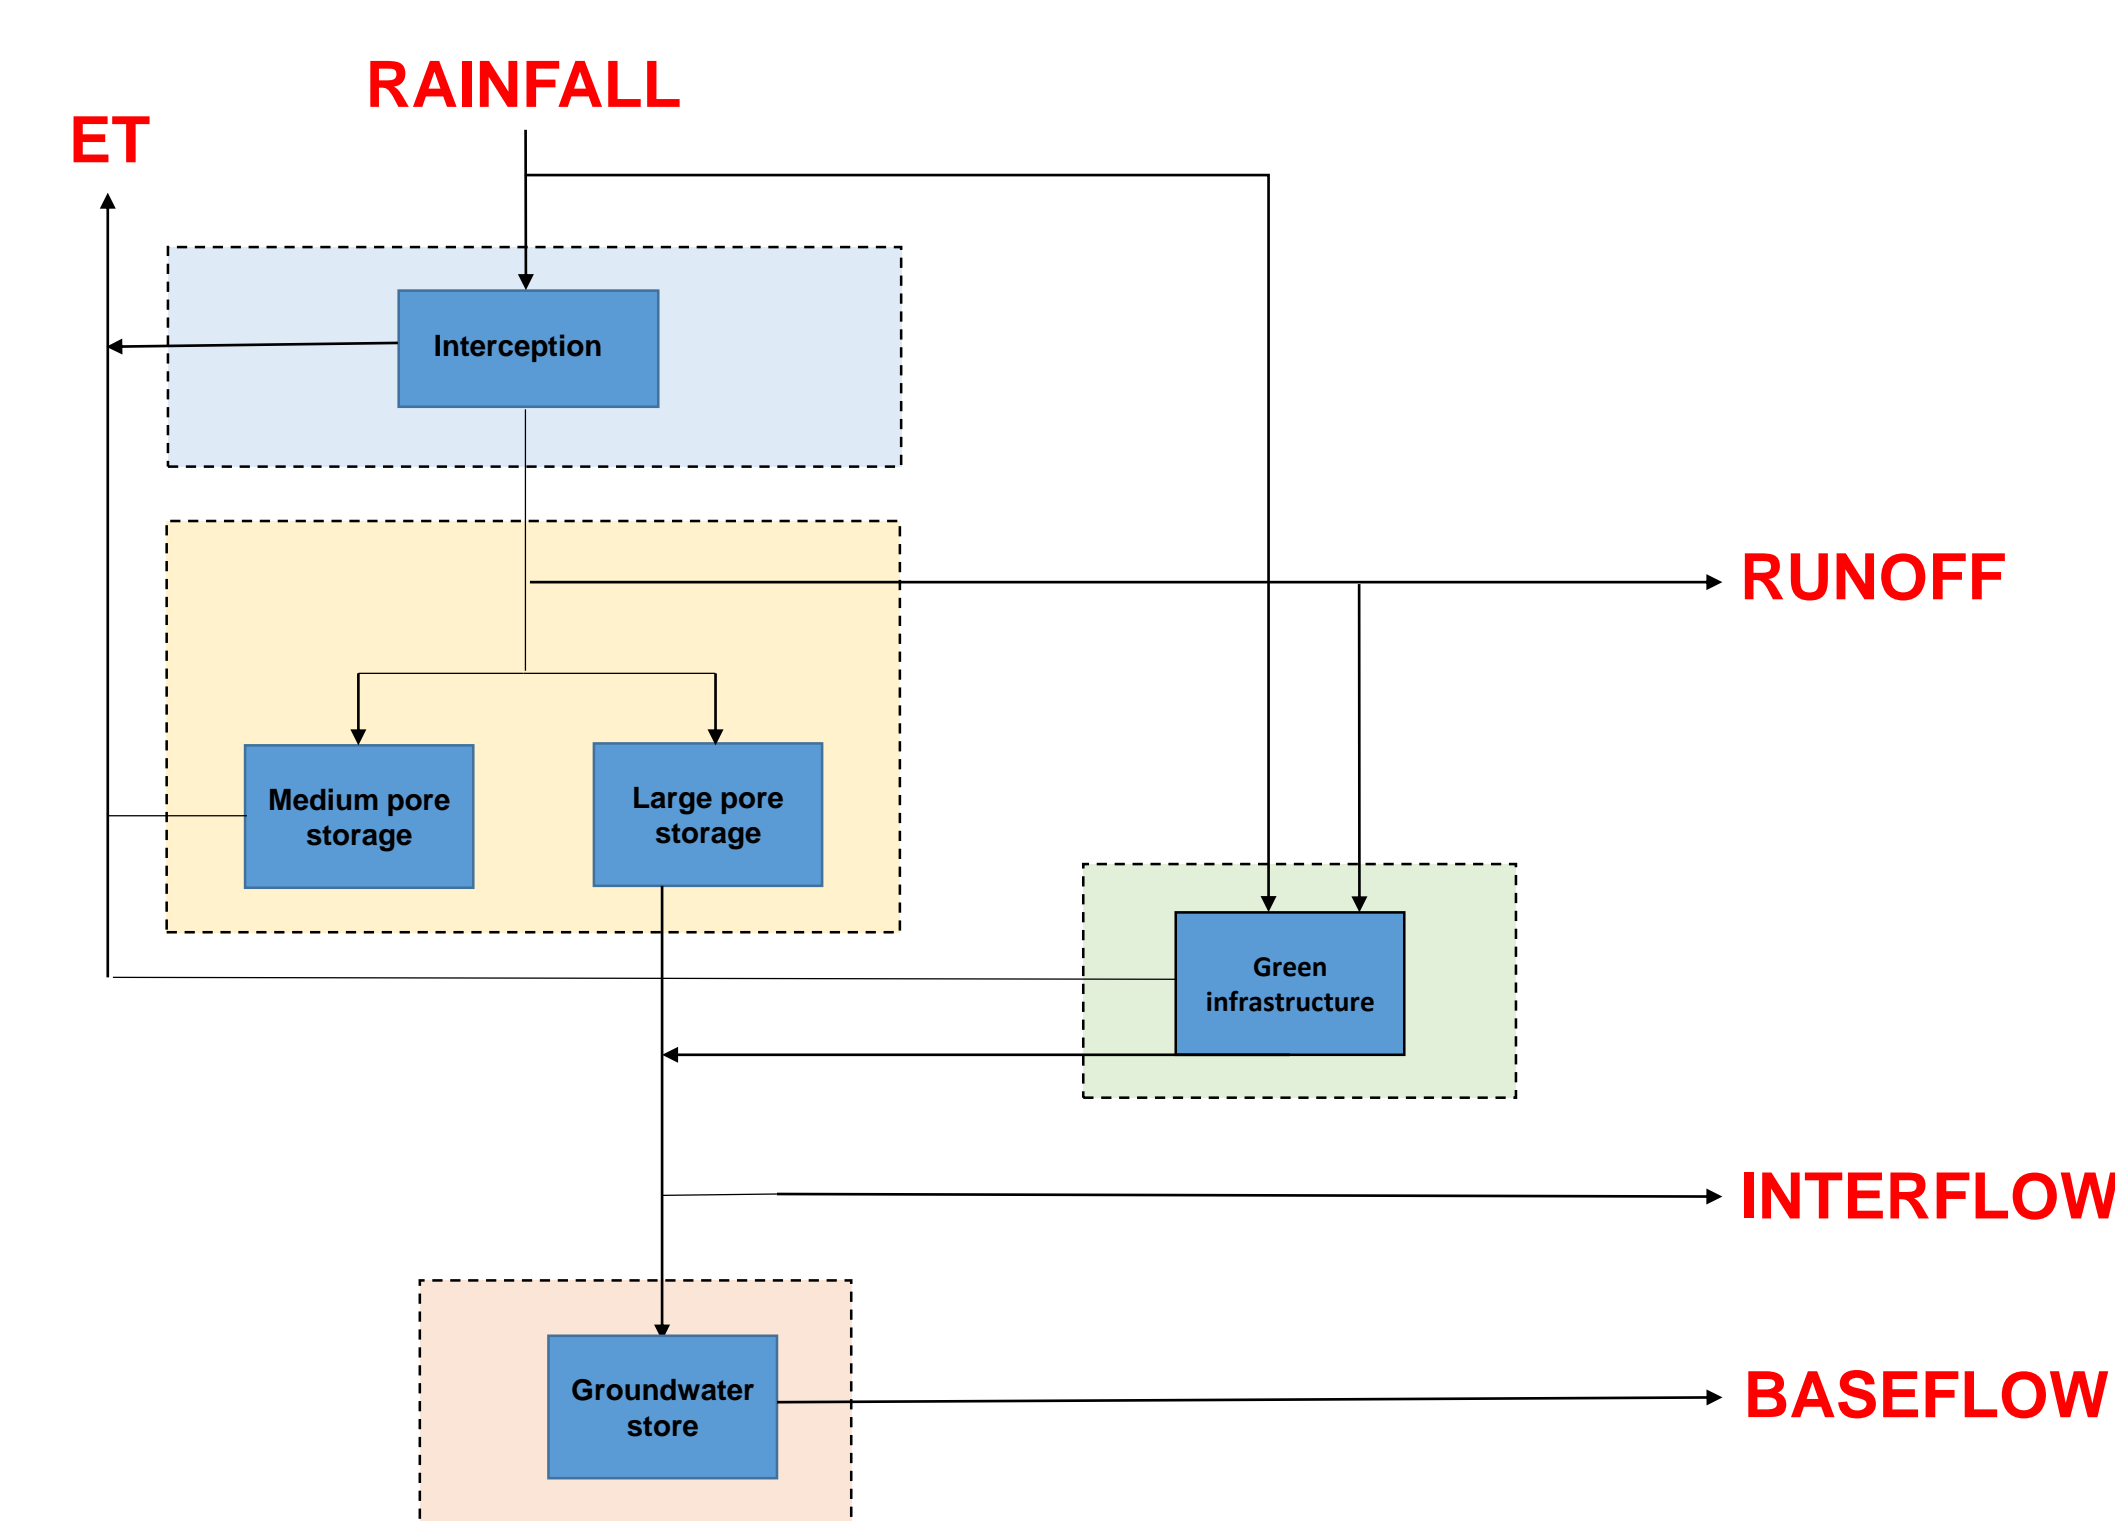 RAINFALL
ET
Interception
RUNOFF
Medium pore
storage
Large pore
storage
Green
infrastructure
INTERFLOW
Groundwater
store
BASEFLOW